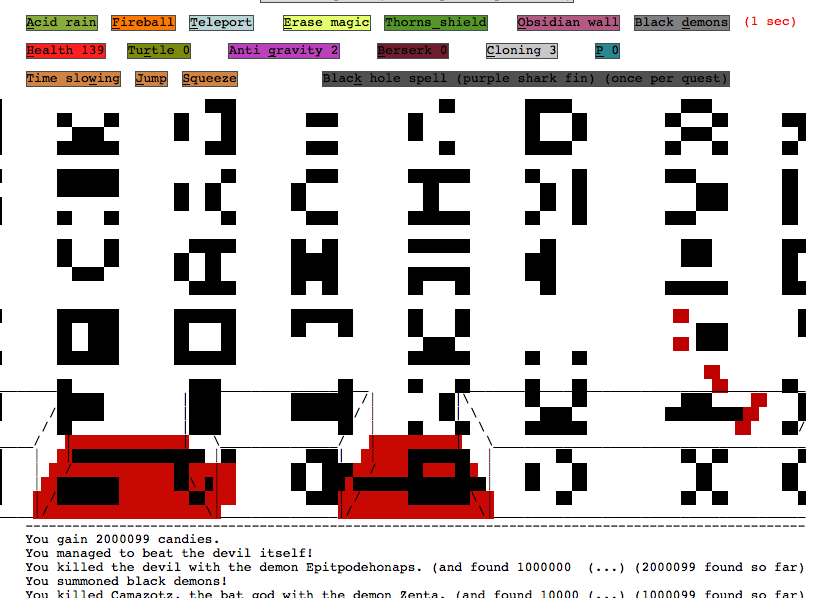 Acid rain Fireball Teleport Erase magic Thorns shield Obsidian wall Black demons (1 sec)
Health 139 Turtle 0 Anti gravity 2 Berserk 0 Cloning 3 P 0
Time slowing Jump Squeeze Black hole spell (purple shark fin) (once per quest)
You gain 2000099 candies.
You managed to beat the devil itself!
You killed the devil with the demon Epitpodehonaps. (and found 1000000 (...) (2000099 found so far)
You summoned black demons!
You killed Camazotz, the bat god with the demon Zenta. (and found 10000 (...) (1000099 found so far)